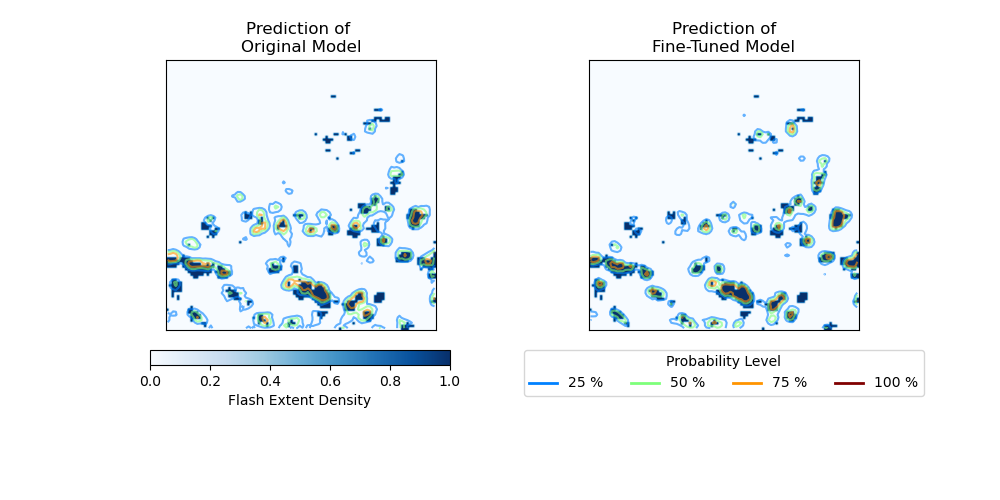 Prediction of
Original Model
Prediction of
Fine-Tuned Model
0.0 0.2 0.4 0.6 0.8 1.0
Flash Extent Density
Probability Level
25 % 50 % 75 % 100 %